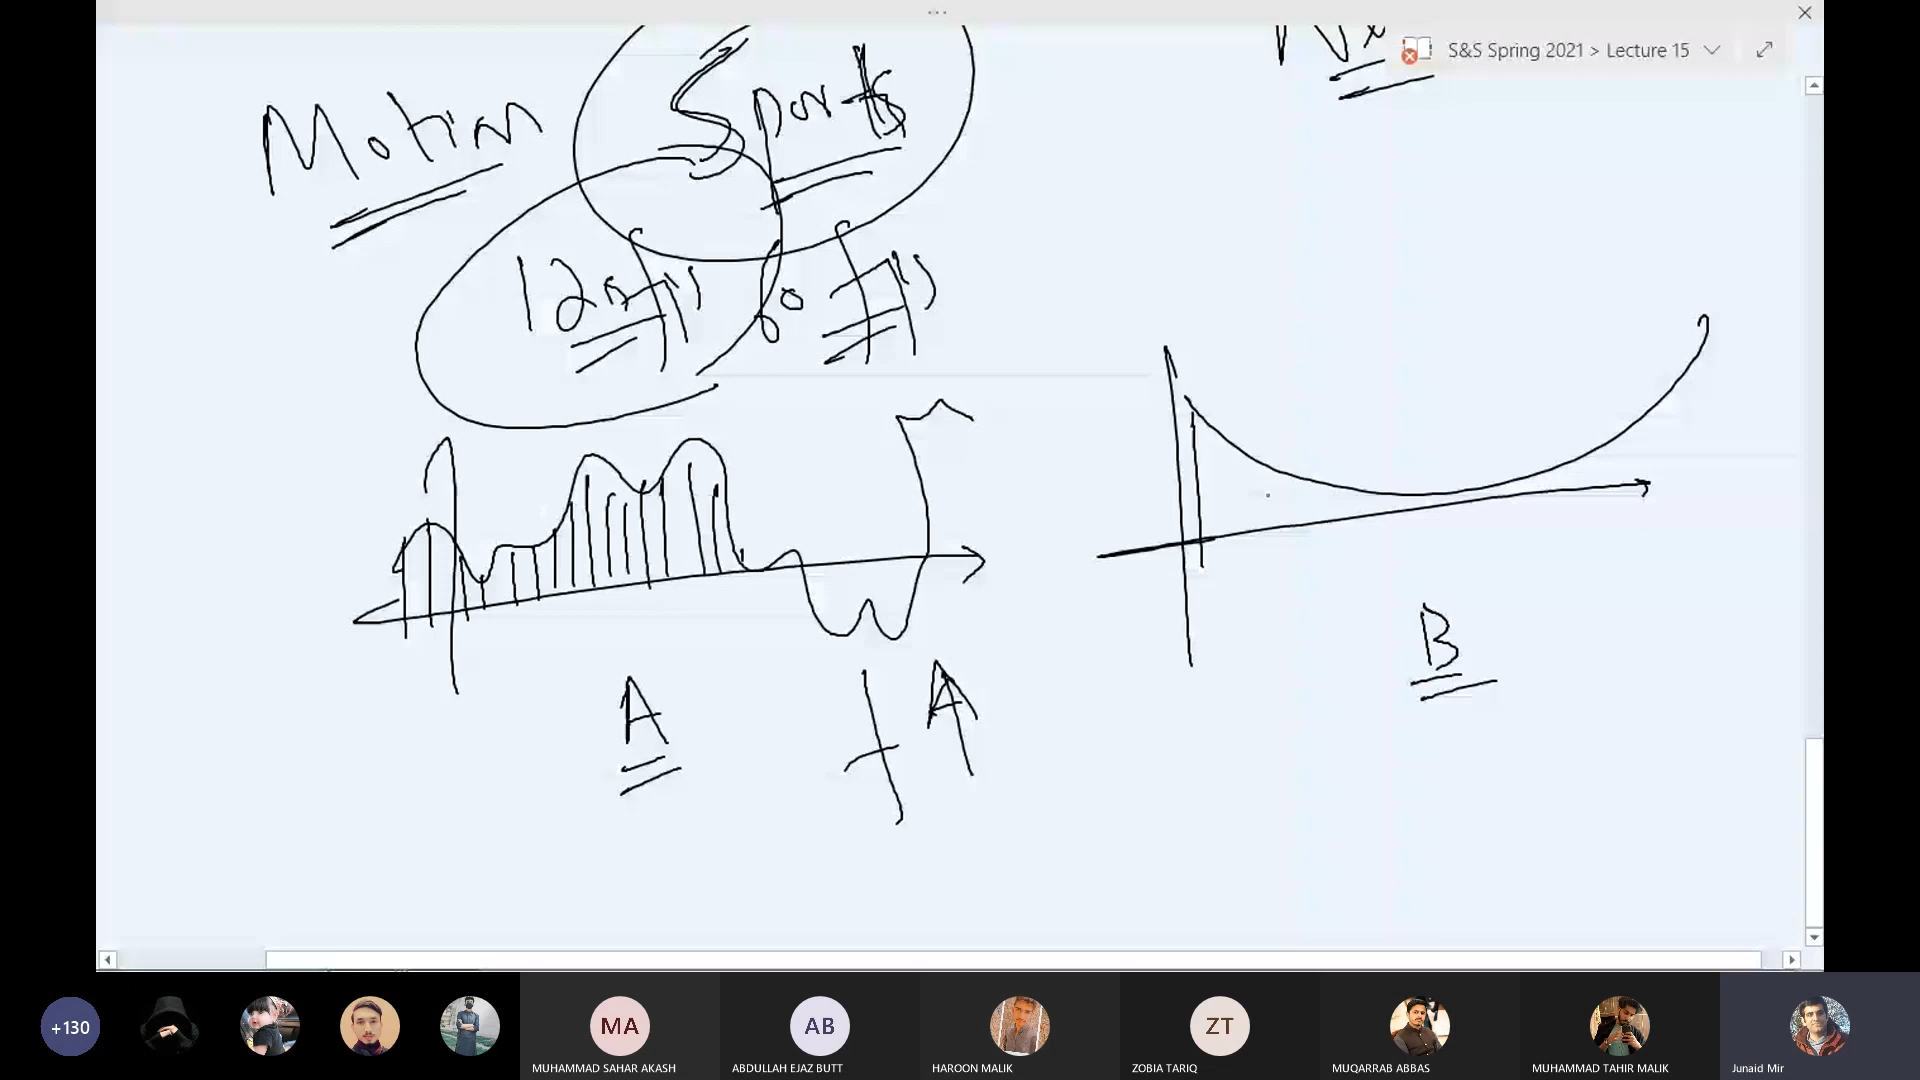 S&S Spring 2021 > Lecture 15
Motion Sports
120 fps 60 fps
A
A
B
+130
MA
AB
ZT
MUHAMMAD SAHAR AKASH
ABDULLAH EJAZ BUTT
HAROON MALIK
ZOBIA TARIQ
MUQARRAB ABBAS
MUHAMMAD TAHIR MALIK
Junaid Mir